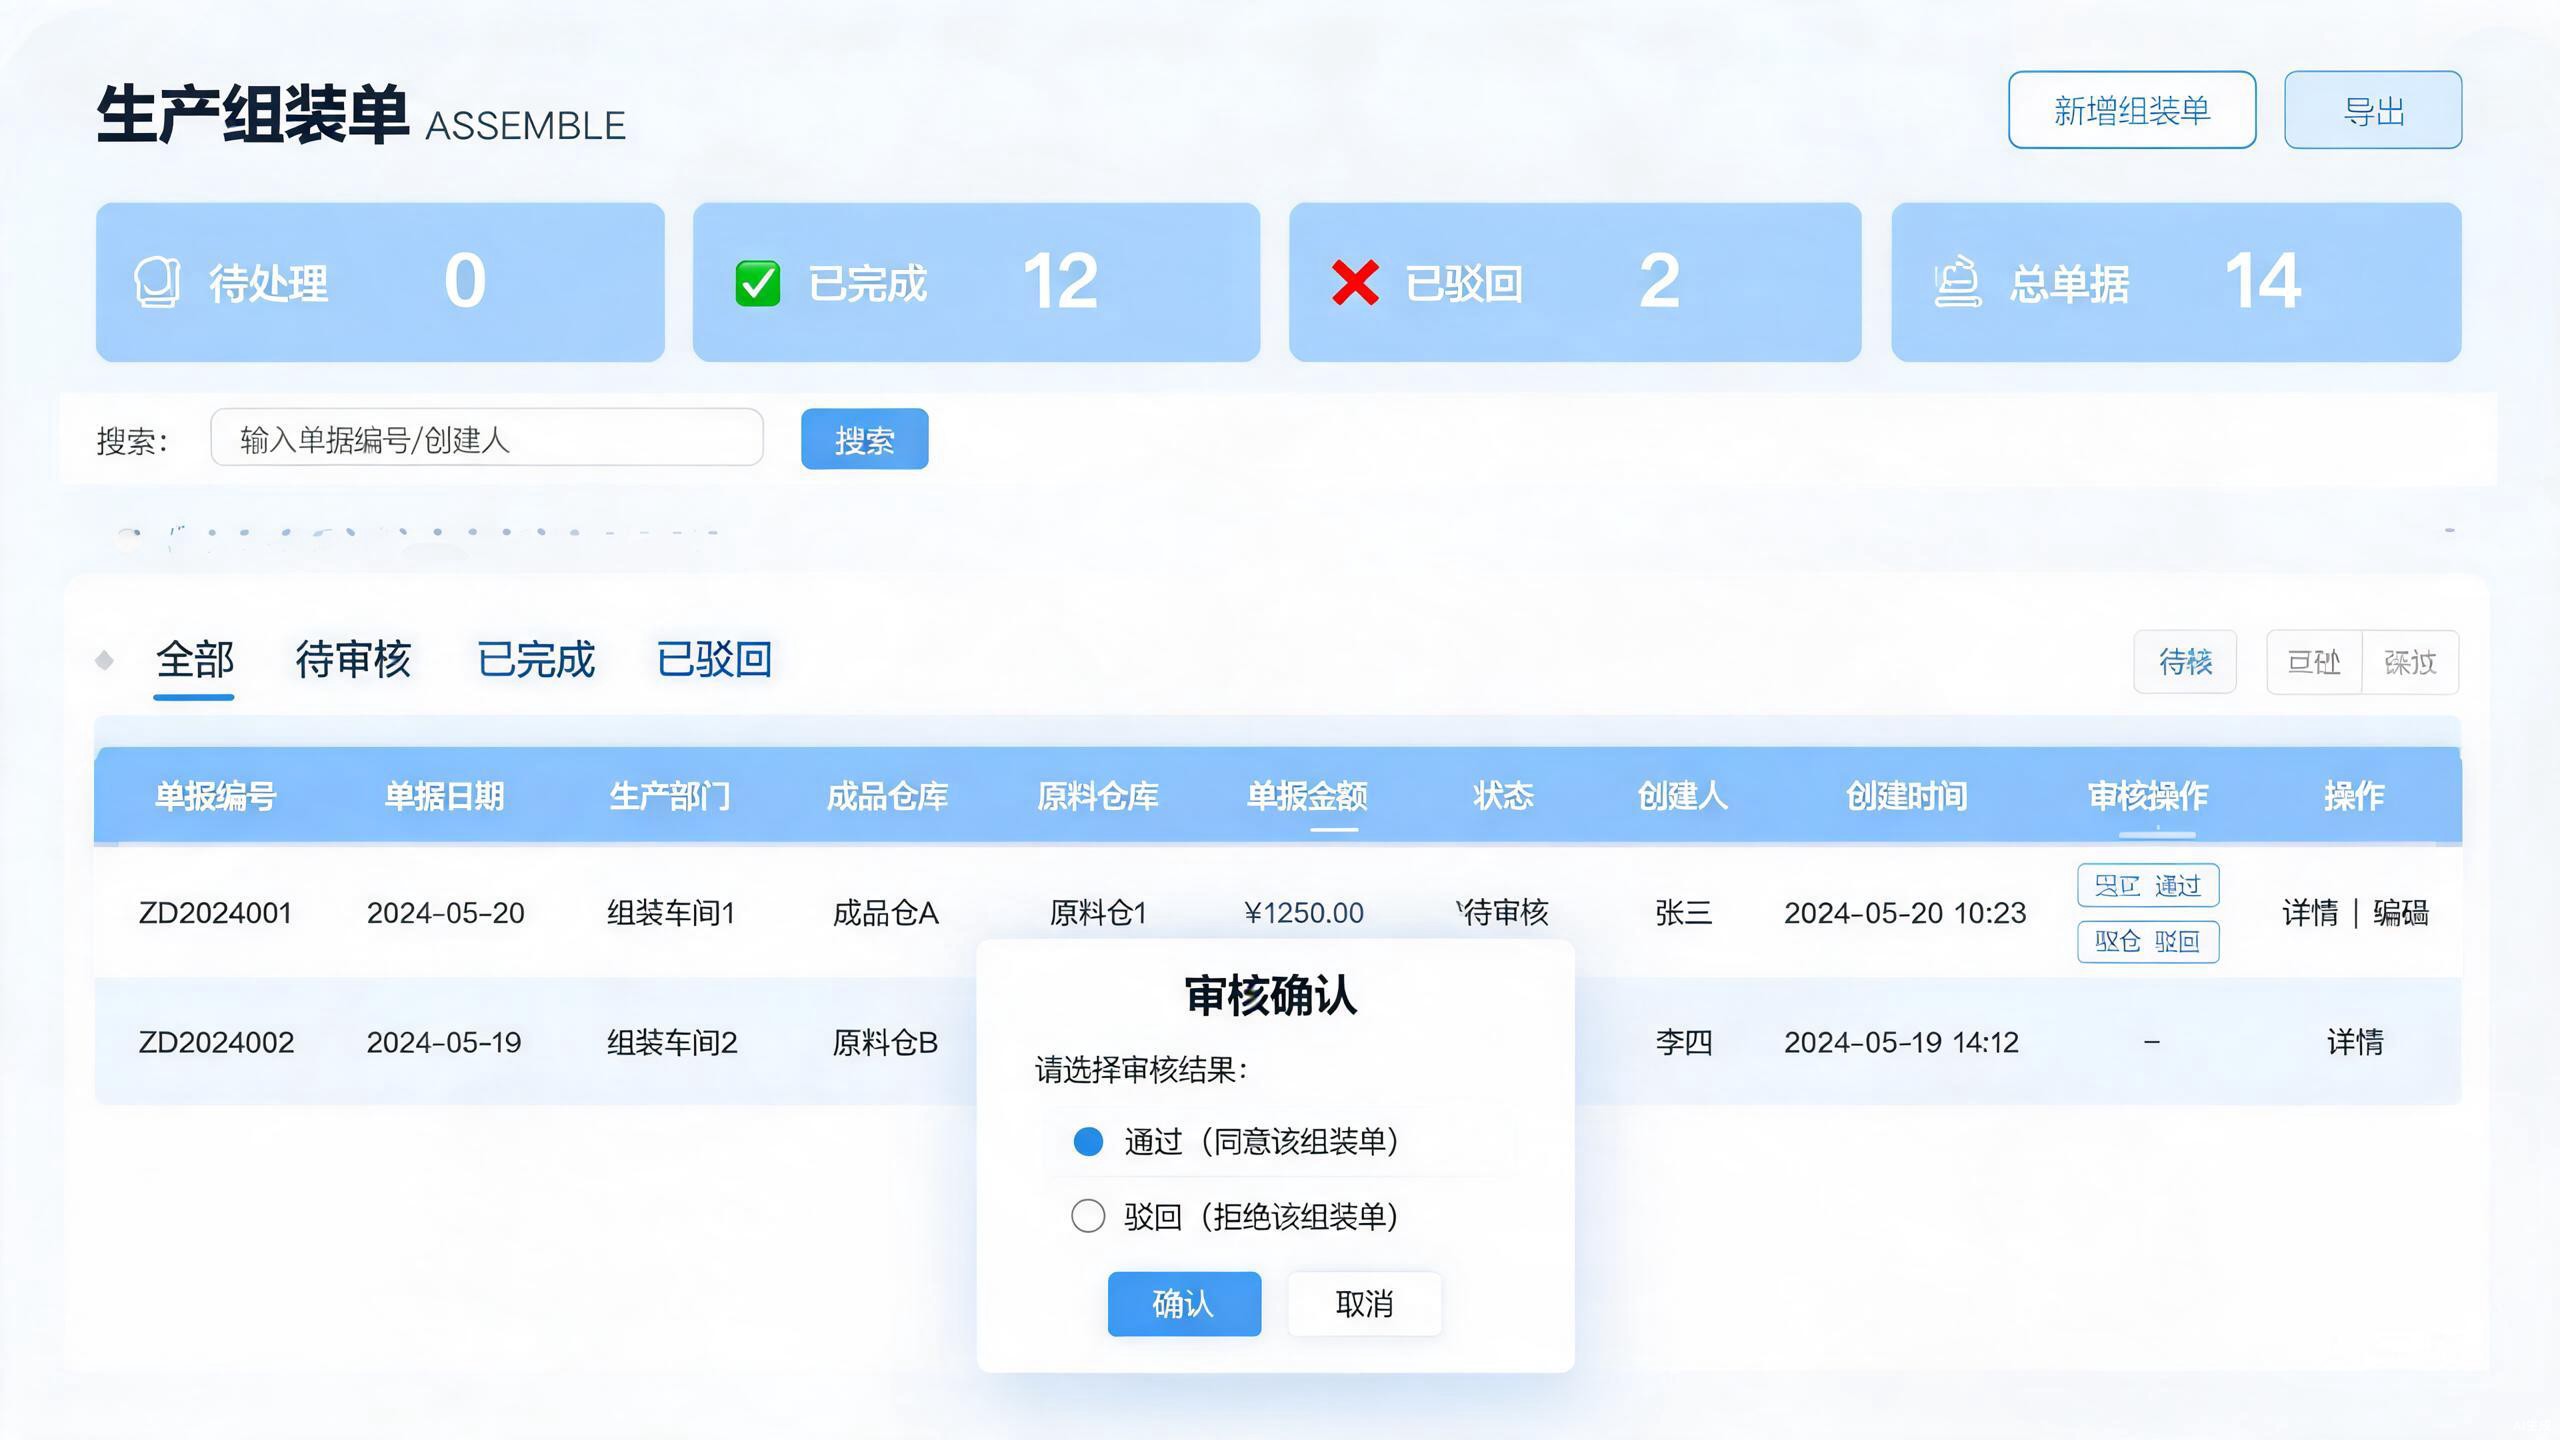 生产组装单 ASSEMBLE
新增组装单 导出
待处理 0 已完成 12 已驳回 2 总单据 14
搜索： 输入单据编号/创建人 搜索
全部 待审核 已完成 已驳回 待核
单报编号 单据日期 生产部门 成品仓库 原料仓库 单报金额 状态 创建人 创建时间 审核操作 操作
通过
ZD2024001 2024-05-20 组装车间1 成品仓A 原料仓1 ¥1250.00 待审核 张三 2024-05-20 10:23 详情 |
驳回
ZD2024002 2024-05-19 组装车间2 原料仓B 李四 2024-05-19 14:12 – 详情
审核确认
请选择审核结果：
通过（同意该组装单）
驳回（拒绝该组装单）
确认 取消